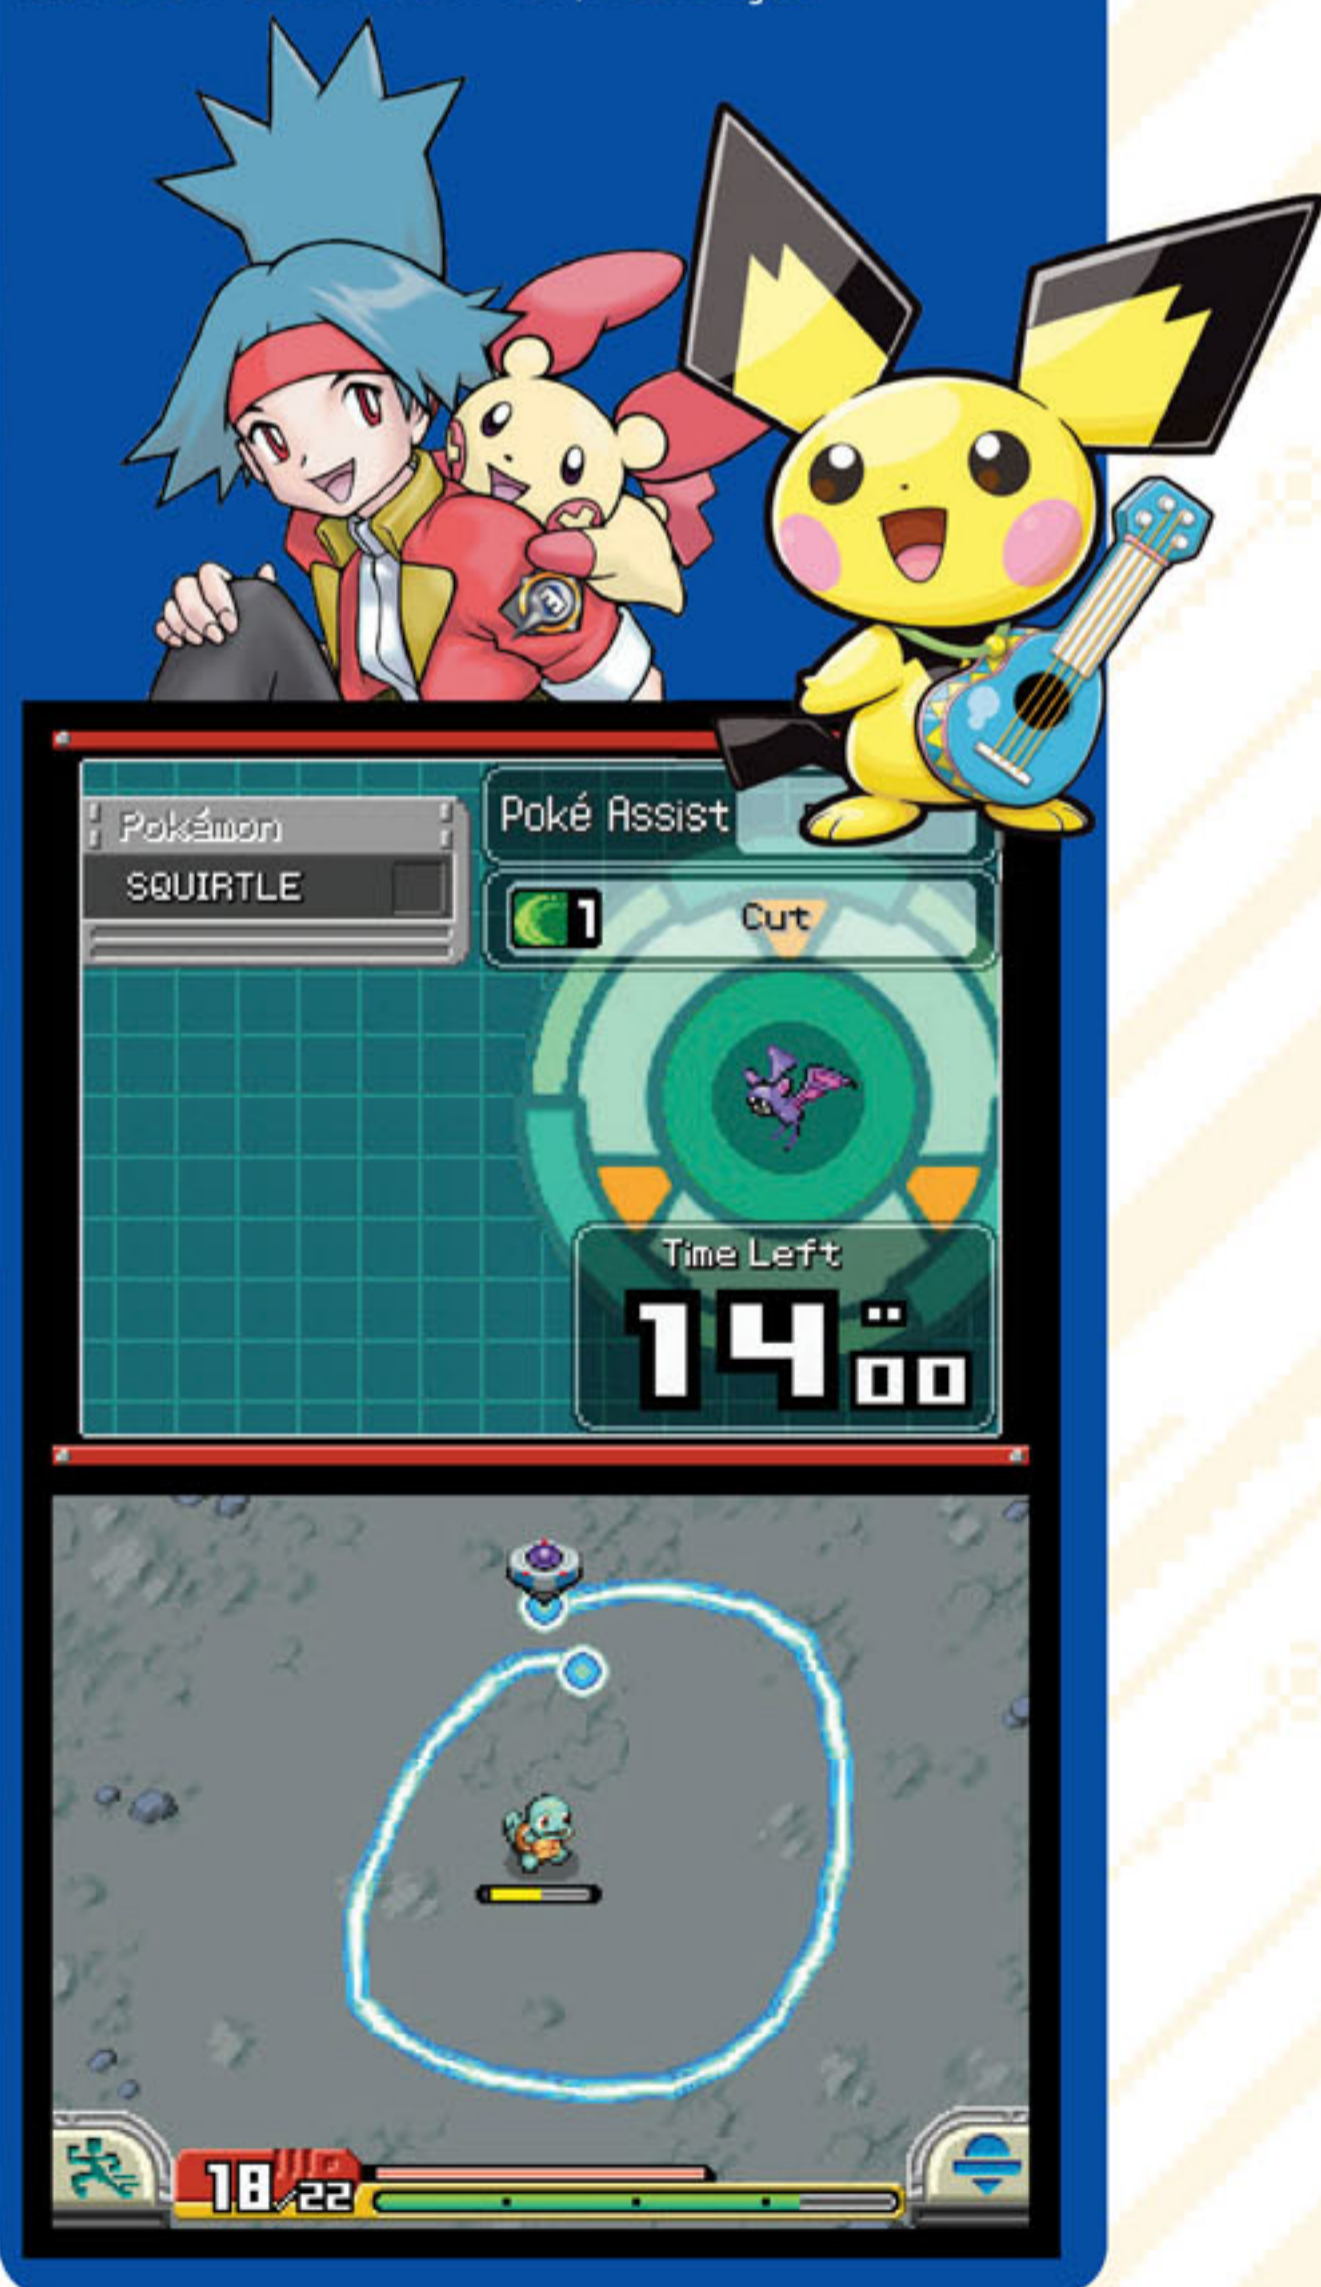 Pokémon
SQUIRTLE
Poké Assist
1 Cut
Time Left
14"00
18/22